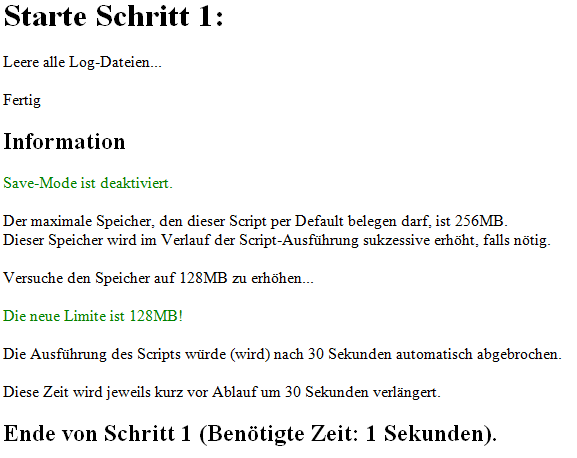 Starte Schritt 1:
Leere alle Log-Dateien...
Fertig
Information
Save-Mode ist deaktiviert.
Der maximale Speicher, den dieser Script per Default belegen darf, ist 256MB.
Dieser Speicher wird im Verlauf der Script-Ausführung sukzessive erhöht, falls nötig.
Versuche den Speicher auf 128MB zu erhöhen...
Die neue Limite ist 128MB!
Die Ausführung des Scripts würde (wird) nach 30 Sekunden automatisch abgebrochen.
Diese Zeit wird jeweils kurz vor Ablauf um 30 Sekunden verlängert.
Ende von Schritt 1 (Benötigte Zeit: 1 Sekunden).